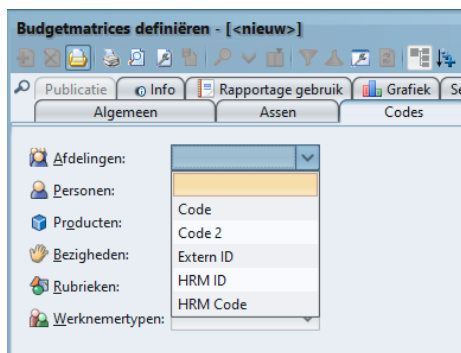 Budgetmatrices definiëren - [<nieuw>]
Publicatie Info Rapportage gebruik Grafiek
Algemeen Assen Codes
Afdelingen:
Personen:
Code
Producten:
Code 2
Bezigheden:
Extern ID
Rubrieken:
HRM ID
HRM Code
Werknemertypen: